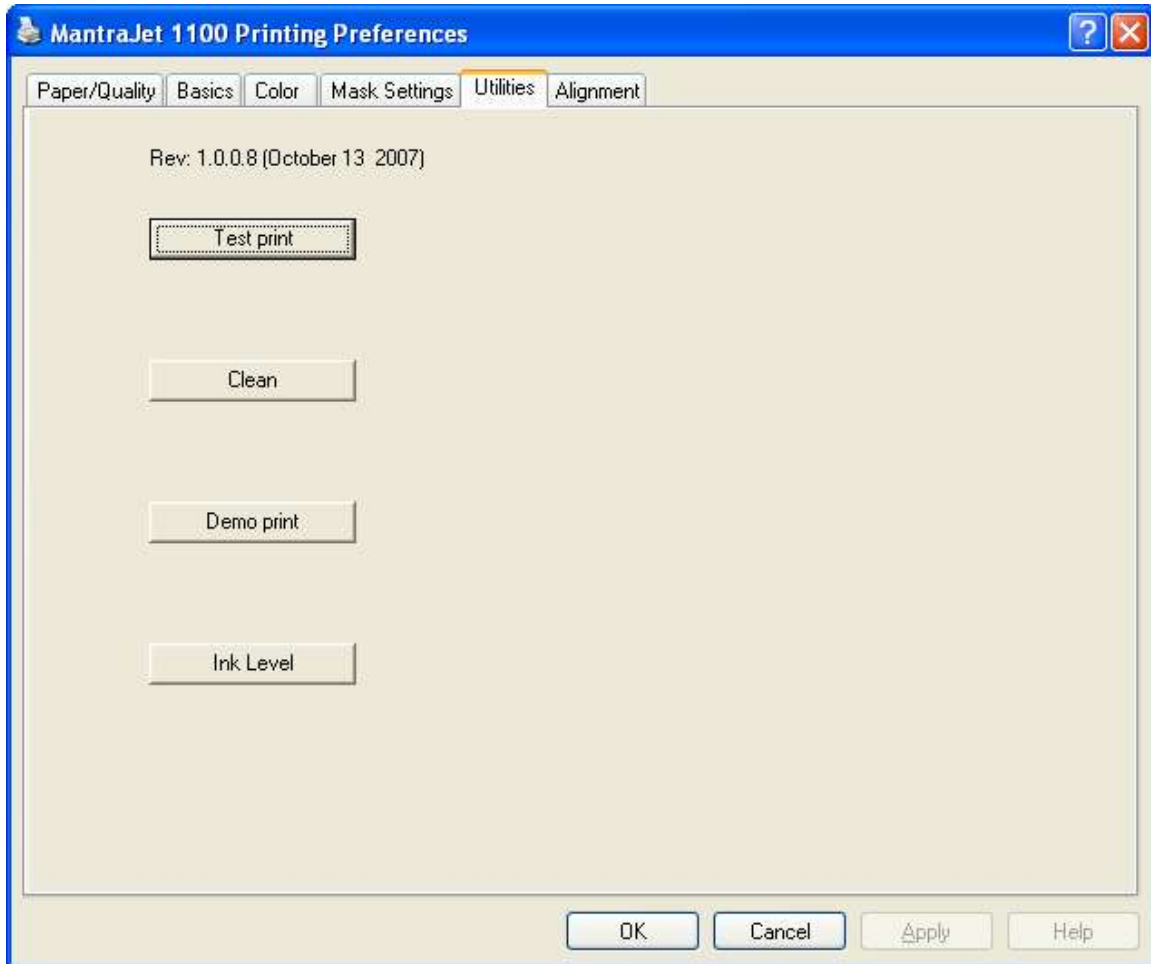 MantraJet 1100 Printing Preferences
Paper/Quality Basics Color Mask Settings Utilities Alignment
Rev: 1.0.0.8 (October 13 2007)
Test print
Clean
Demo print
Ink Level
OK Cancel Apply Help